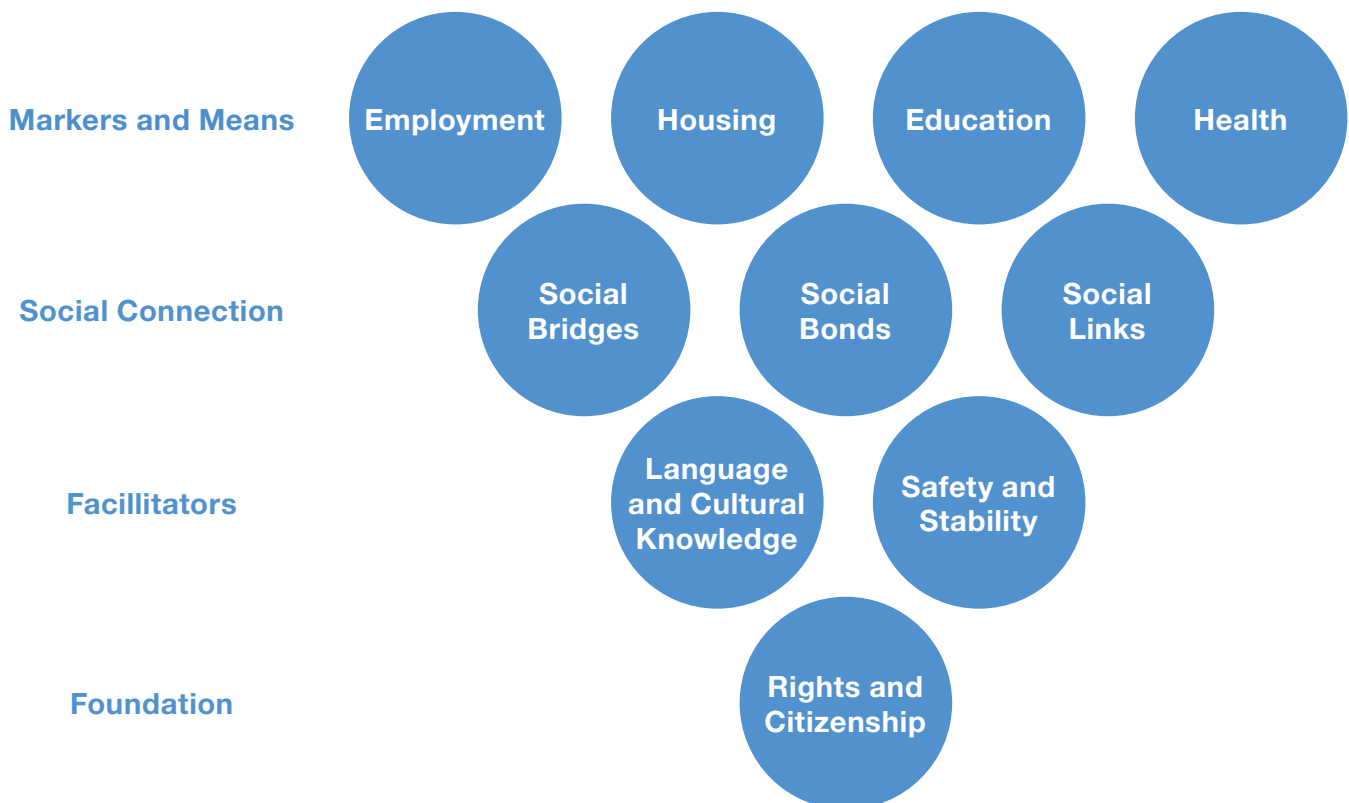 Markers and Means
Employment
Housing
Education
Health
Social Connection
Social
Bridges
Social
Bonds
Social
Links
Facillitators
Language
and Cultural
Knowledge
Safety and
Stability
Foundation
Rights and
Citizenship